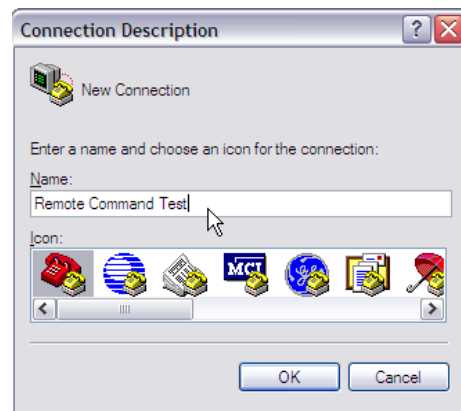 Connection Description
New Connection
Enter a name and choose an icon for the connection:
Name:
Remote Command Test
Icon:
MCI
OK
Cancel